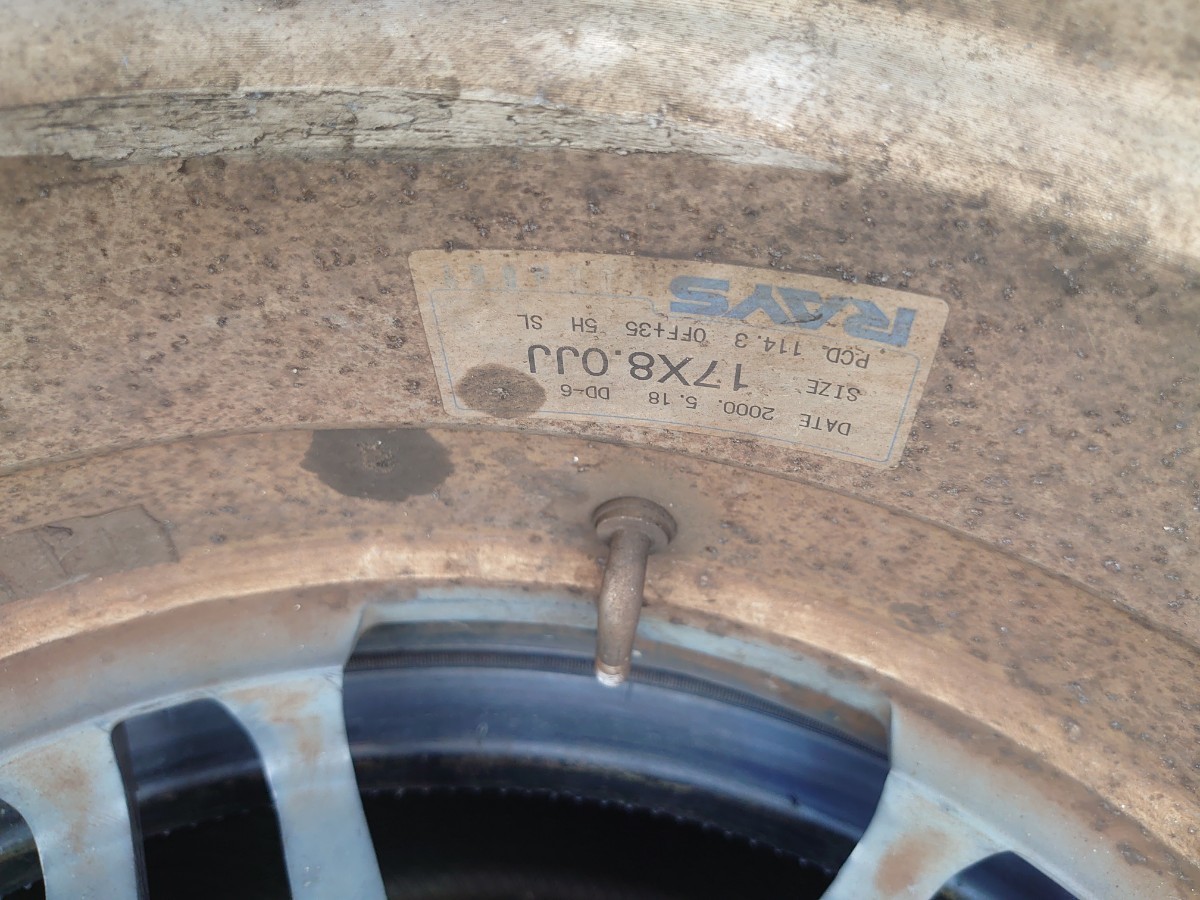 DATE 2000. 5. 18 DD-6
SIZE 17X8.0JJ
PCD. 114.3 OFF+35 5H SL
RAYS